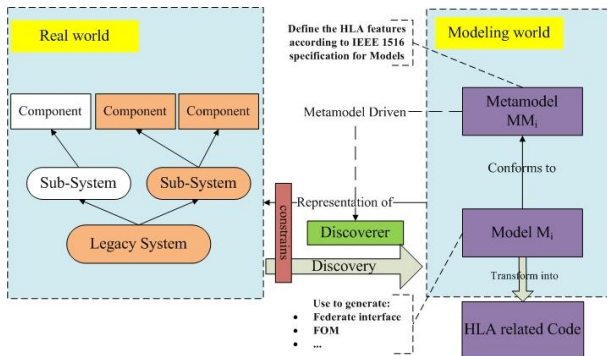 Real world
Component
Component
Component
Sub-System
Sub-System
Legacy System
Define the HLA features
according to IEEE 1516
specification for Models
Metamodel Driven
constrains
Representation of
Discoverer
Discovery
Use to generate:
• Federate interface
• FOM
• ...
Modeling world
Metamodel
MMi
Conforms to
Model Mi
Transform into
HLA related Code